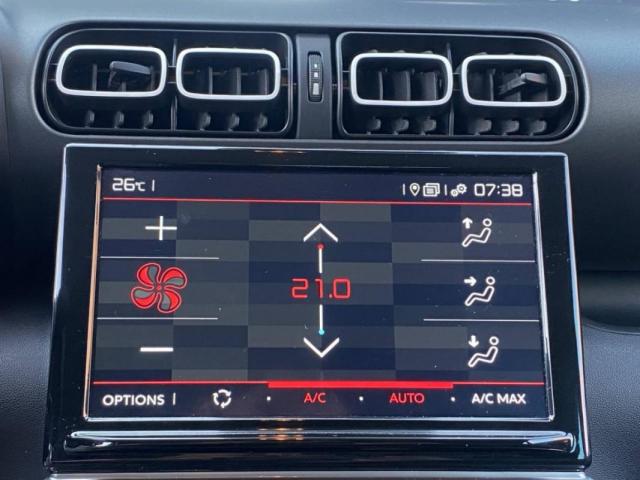 26°C
07:38
21.0
OPTIONS
A/C
AUTO
A/C MAX